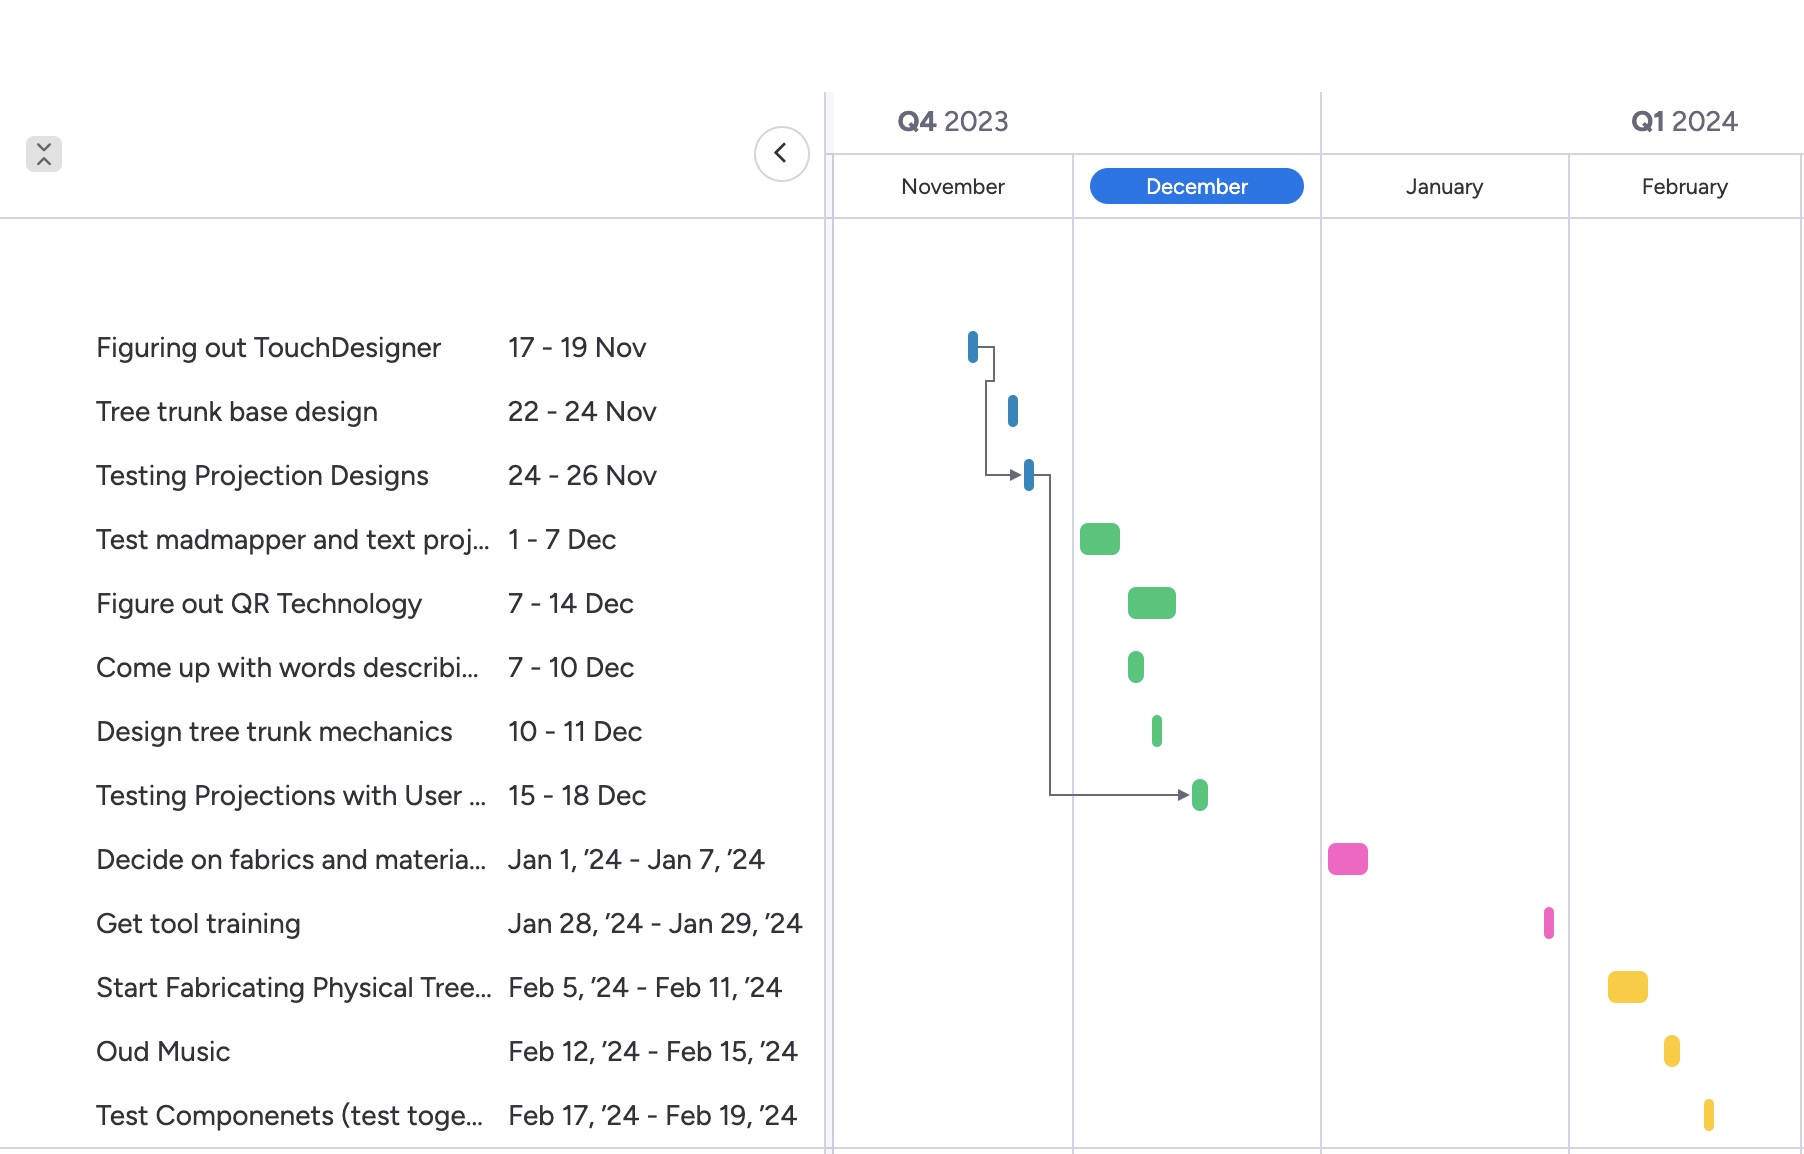 Q4 2023
Q1 2024
November
December
January
February
Figuring out TouchDesigner 17 - 19 Nov
Tree trunk base design 22 - 24 Nov
Testing Projection Designs 24 - 26 Nov
Test madmapper and text proj... 1 - 7 Dec
Figure out QR Technology 7 - 14 Dec
Come up with words describi... 7 - 10 Dec
Design tree trunk mechanics 10 - 11 Dec
Testing Projections with User ... 15 - 18 Dec
Decide on fabrics and materia... Jan 1, ’24 - Jan 7, ’24
Get tool training Jan 28, ’24 - Jan 29, ’24
Start Fabricating Physical Tree... Feb 5, ’24 - Feb 11, ’24
Oud Music Feb 12, ’24 - Feb 15, ’24
Test Componenets (test toge... Feb 17, ’24 - Feb 19, ’24